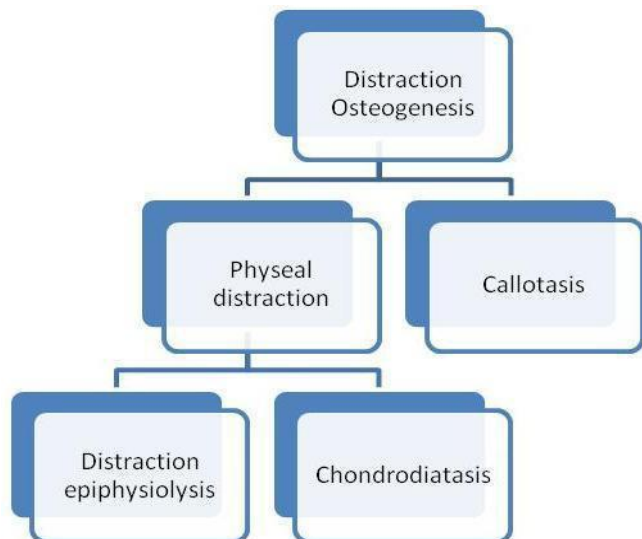 Distraction
Osteogenesis
Physeal
distraction
Callotasis
Distraction
epiphysiolysis
Chondrodiatasis